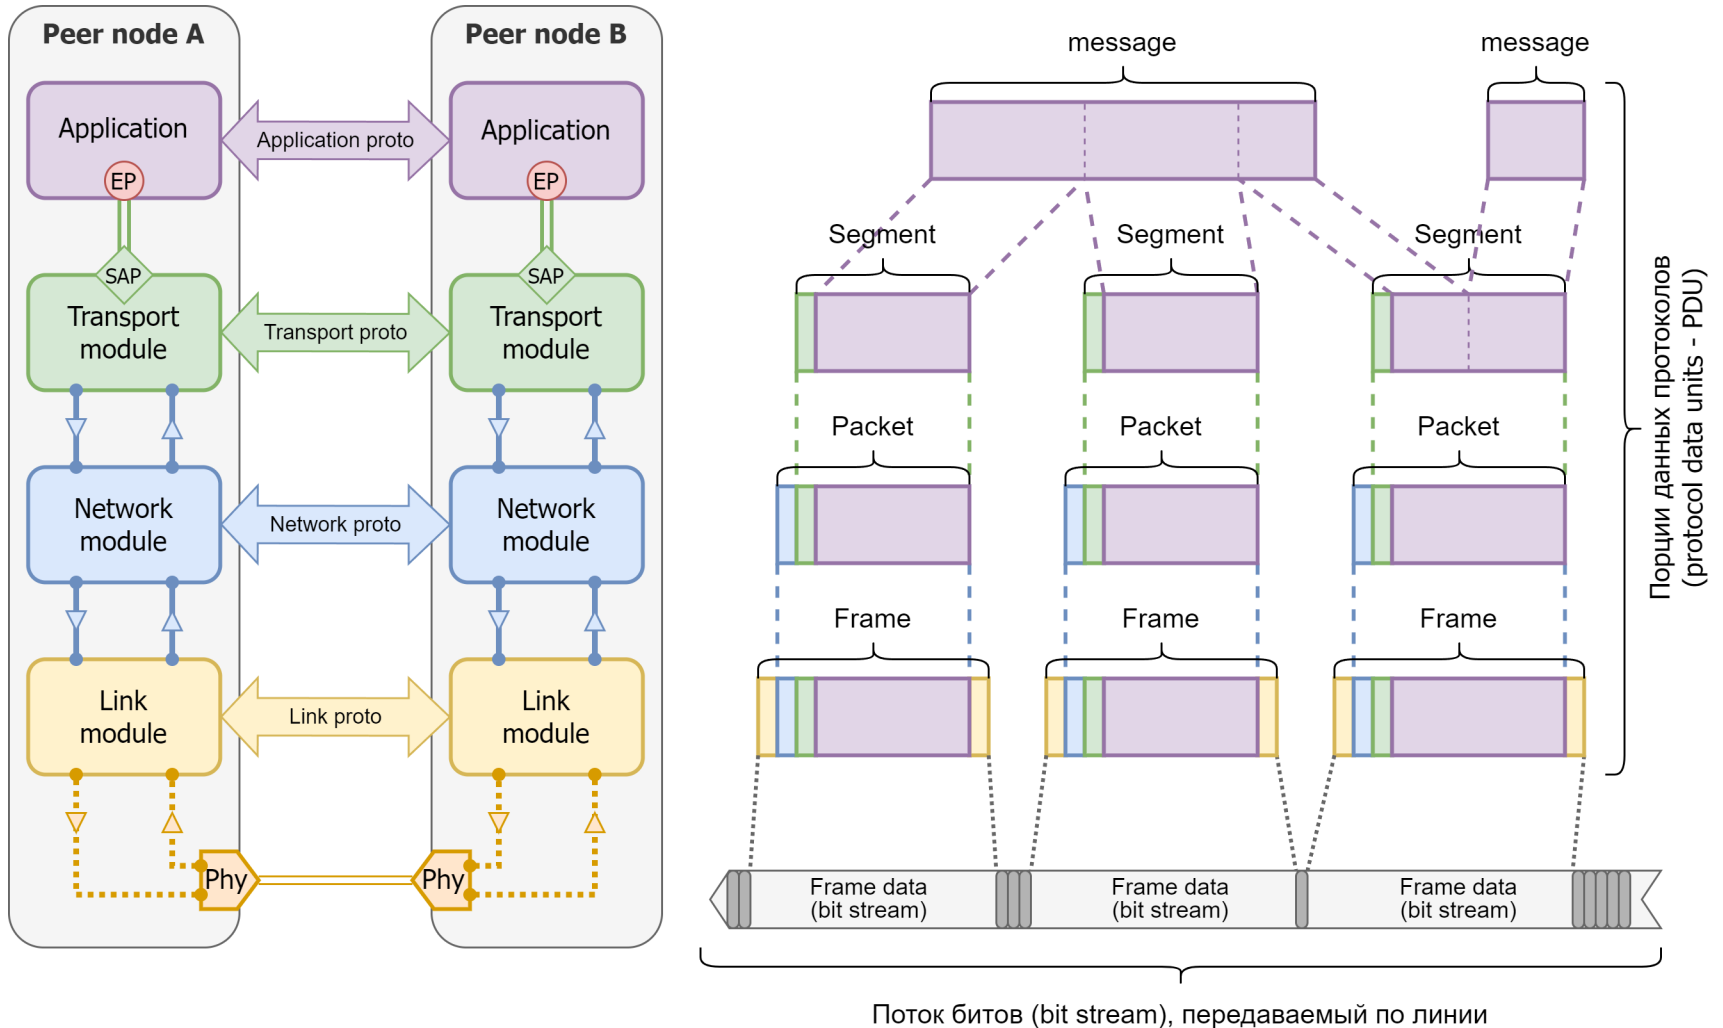 Peer node A
Peer node B
Application
Application proto
Application
EP
EP
SAP
SAP
Transport
module
Transport proto
Transport
module
Network
module
Network proto
Network
module
Link
module
Link proto
Link
module
Phy
Phy
message
message
Segment
Segment
Segment
Packet
Packet
Packet
Frame
Frame
Frame
Порции данных протоколов
(protocol data units - PDU)
Frame data
(bit stream)
Frame data
(bit stream)
Frame data
(bit stream)
Поток битов (bit stream), передаваемый по линии